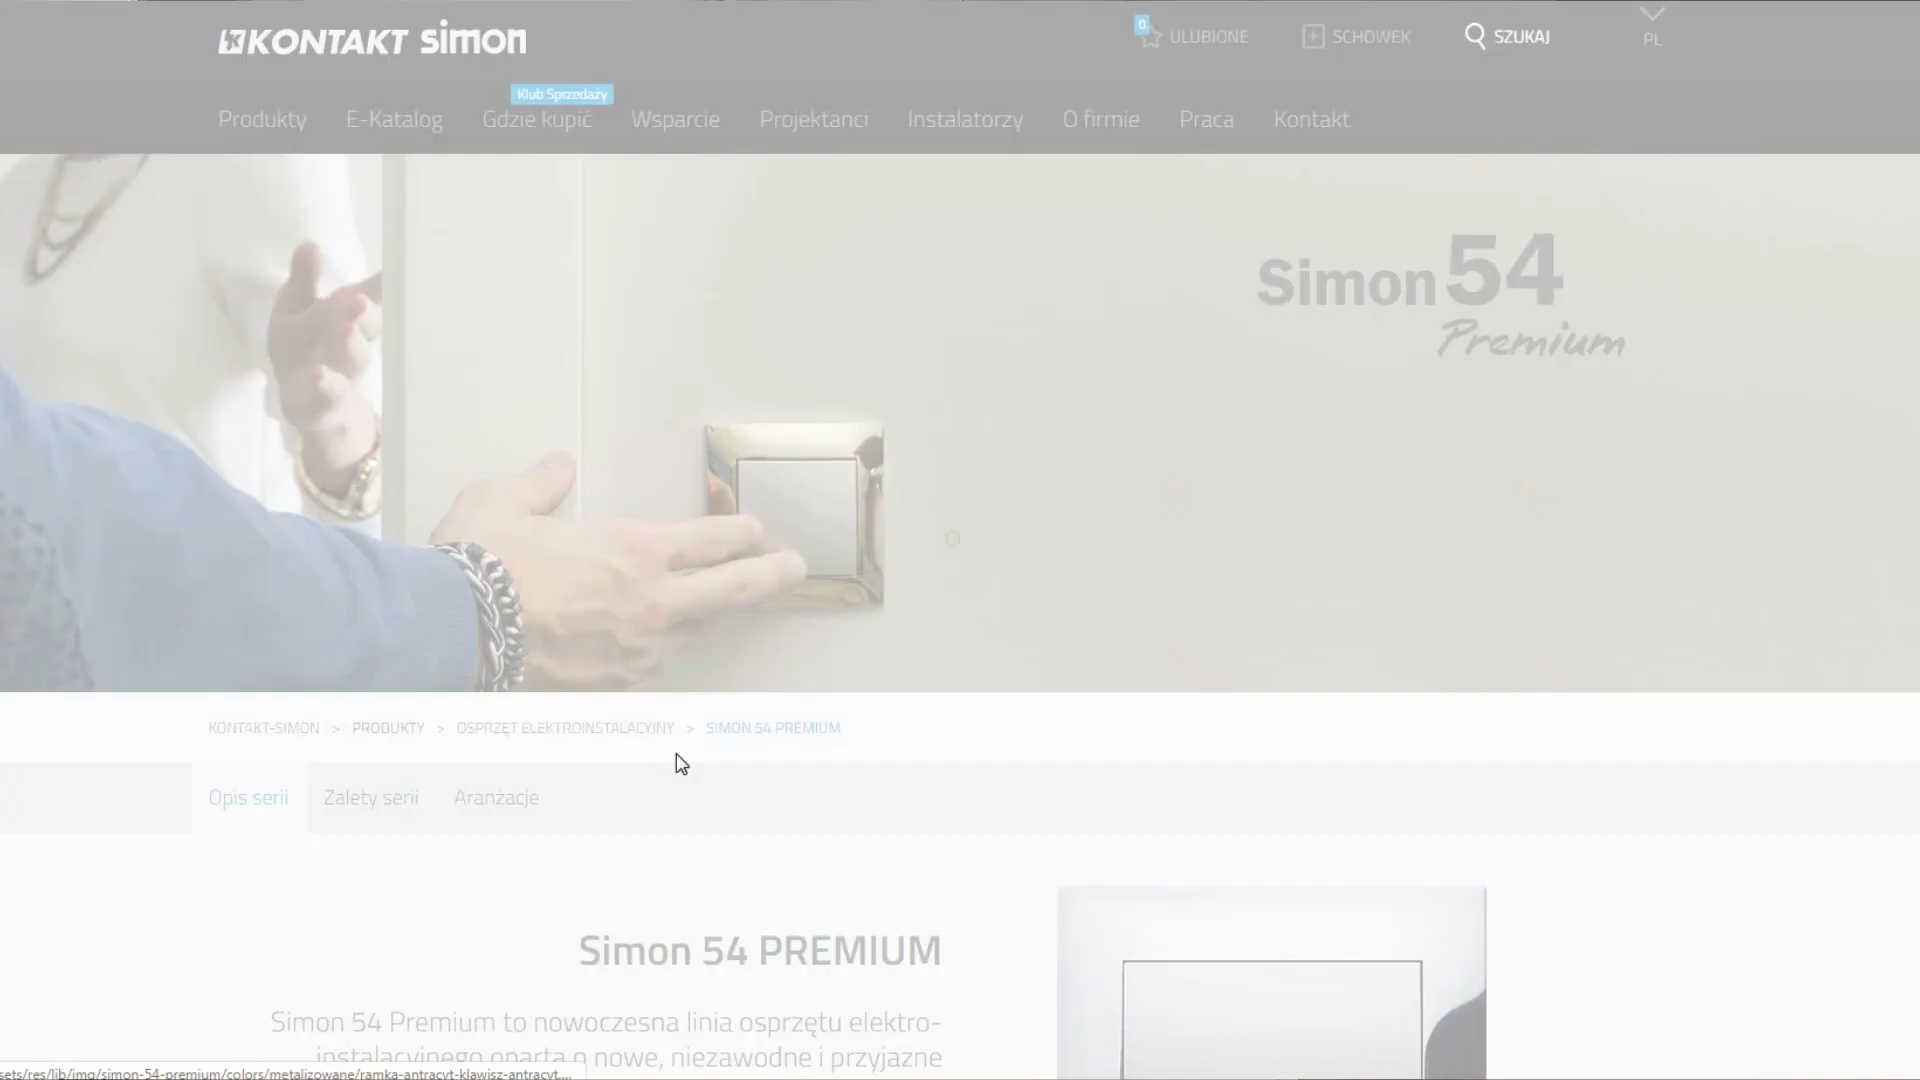 KONTAKT simon
0
ULUBIONE
SCHOWEK
SZUKAJ
PL
Klub Sprzedaży
Produkty
E-Katalog
Gdzie kupić
Wsparcie
Projektanci
Instalatorzy
O firmie
Praca
Kontakt
Simon 54
Premium
KONTAKT-SIMON > PRODUKTY > OSPRZĘT ELEKTROINSTALACYJNY > SIMON 54 PREMIUM
Opis serii
Zalety serii
Aranżacje
Simon 54 PREMIUM
Simon 54 Premium to nowoczesna linia osprzętu elektro-
instalacyjnego oparta o nowe, niezawodne i przyjazne
sets/res/lib/img/simon-54-premium/colors/metalizowane/ramka-antracyt-klawisz-antracyt....